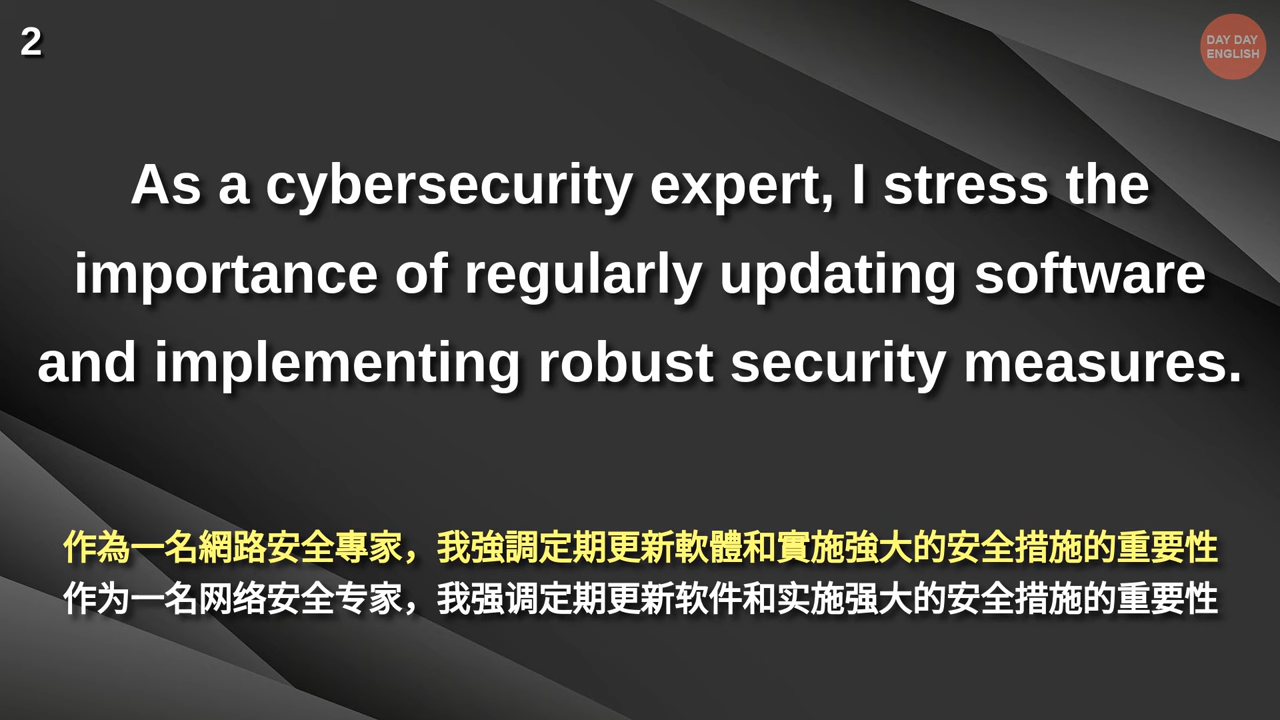 2
DAY DAY
ENGLISH
As a cybersecurity expert, I stress the
importance of regularly updating software
and implementing robust security measures.
作為一名網路安全專家，我強調定期更新軟體和實施強大的安全措施的重要性
作为一名网络安全专家，我强调定期更新软件和实施强大的安全措施的重要性